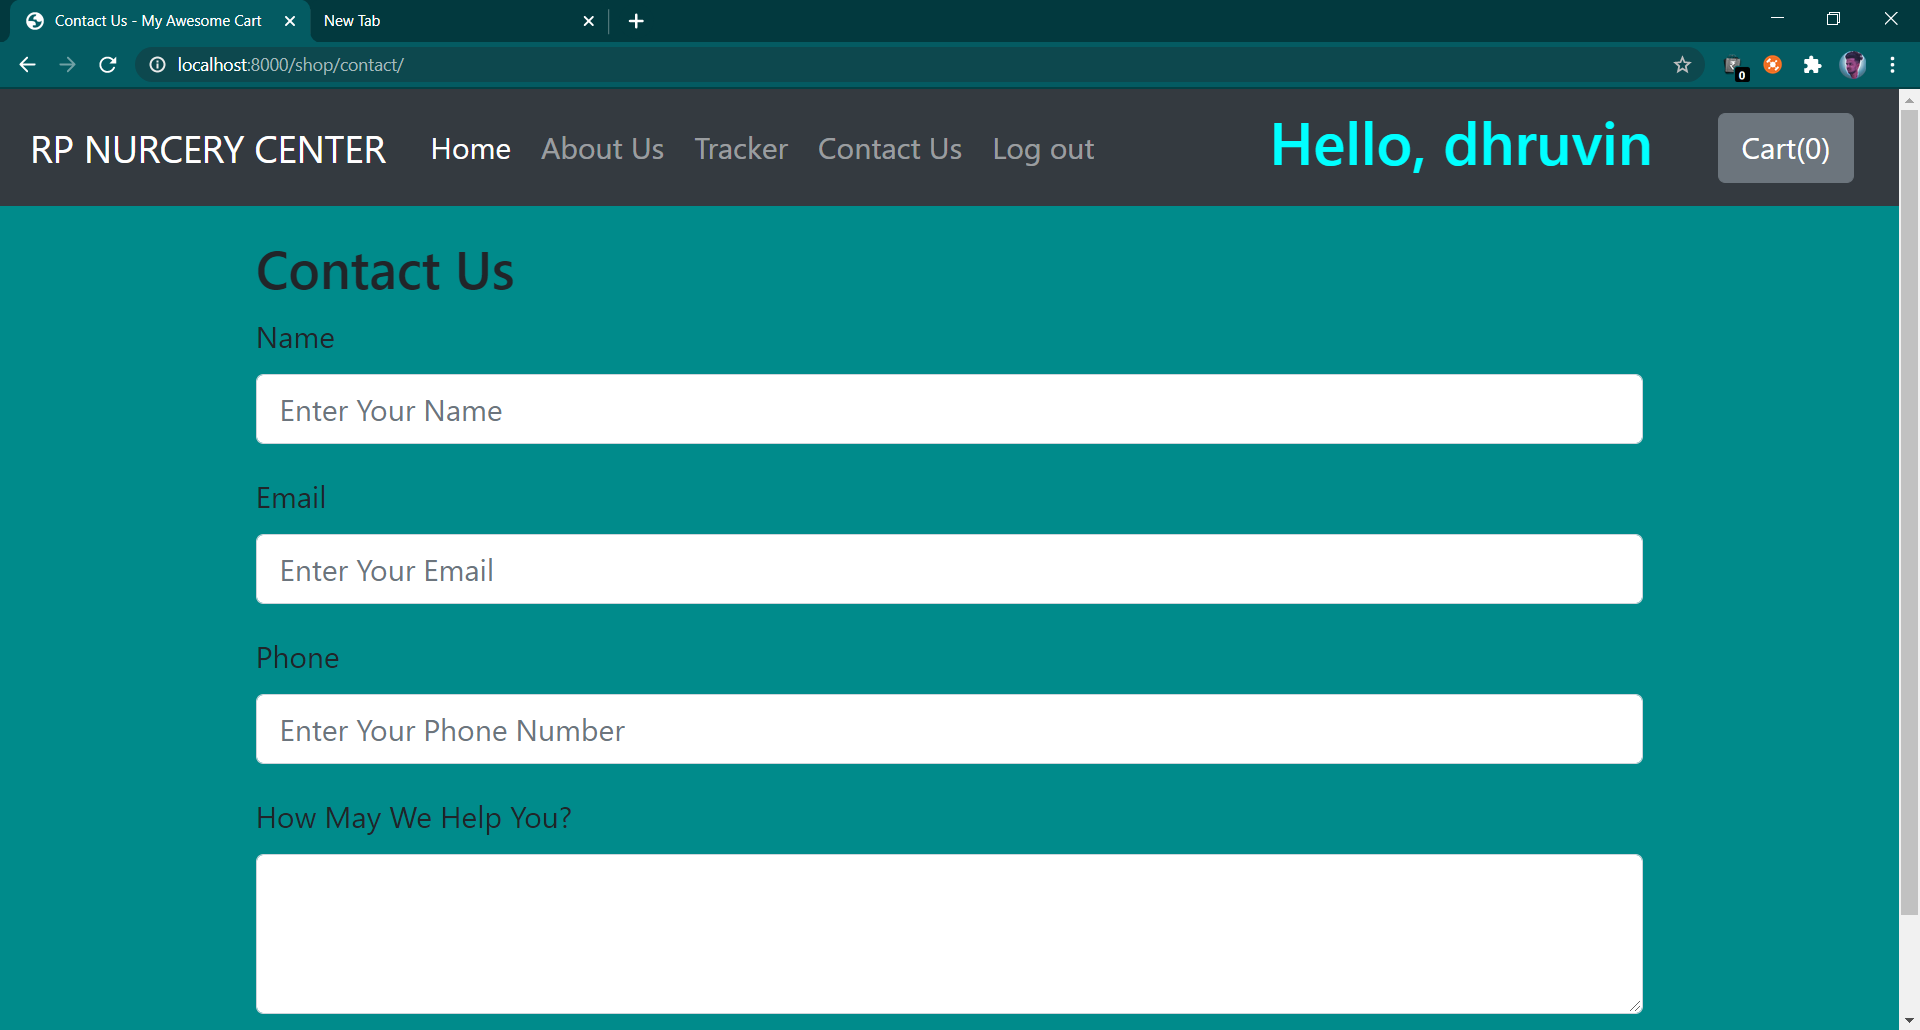 Contact Us - My Awesome Cart
New Tab
localhost:8000/shop/contact/
0
RP NURCERY CENTER Home About Us Tracker Contact Us Log out Hello, dhruvin Cart(0)
Contact Us
Name
Enter Your Name
Email
Enter Your Email
Phone
Enter Your Phone Number
How May We Help You?